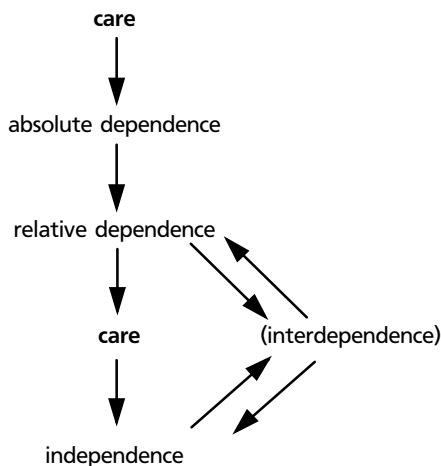 care
absolute dependence
relative dependence
care
(interdependence)
independence